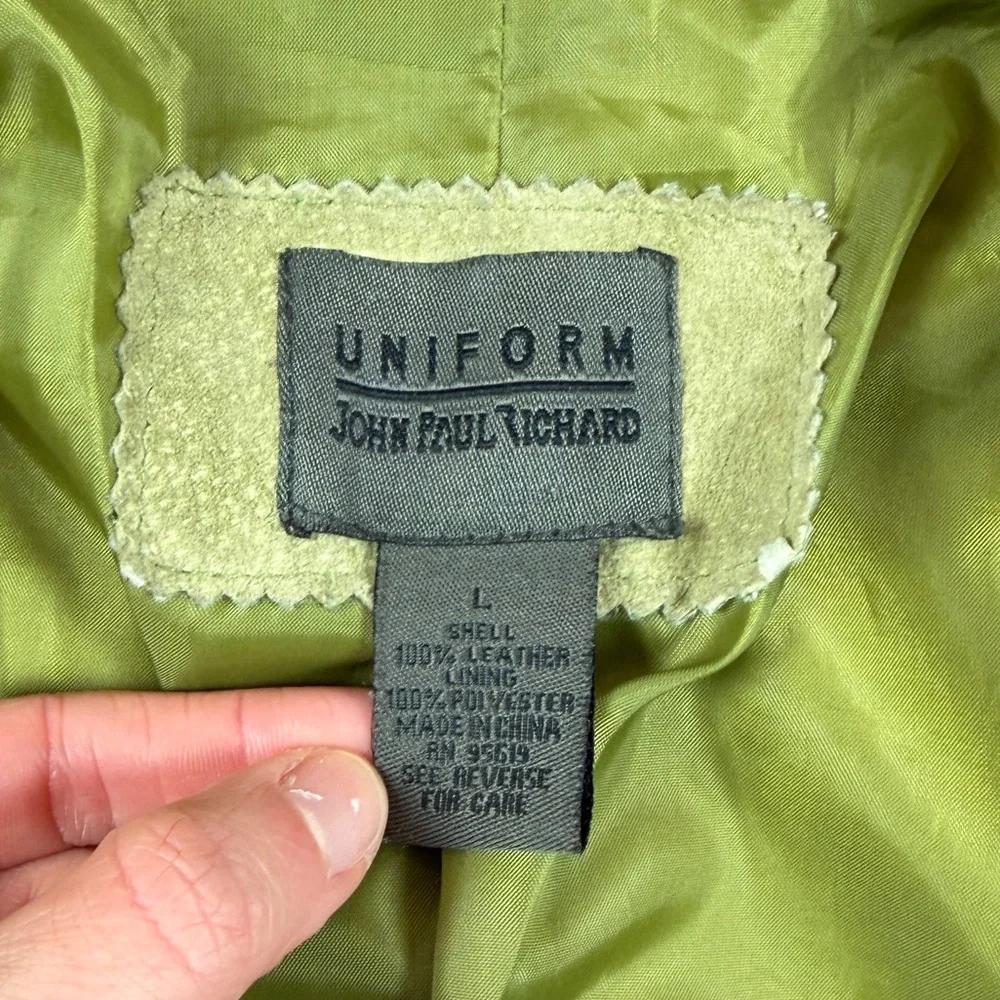 UNIFORM
JOHN PAUL RICHARD
L
SHELL
100% LEATHER
LINING
100% POLYESTER
MADE IN CHINA
RN 95619
SEE REVERSE
FOR CARE